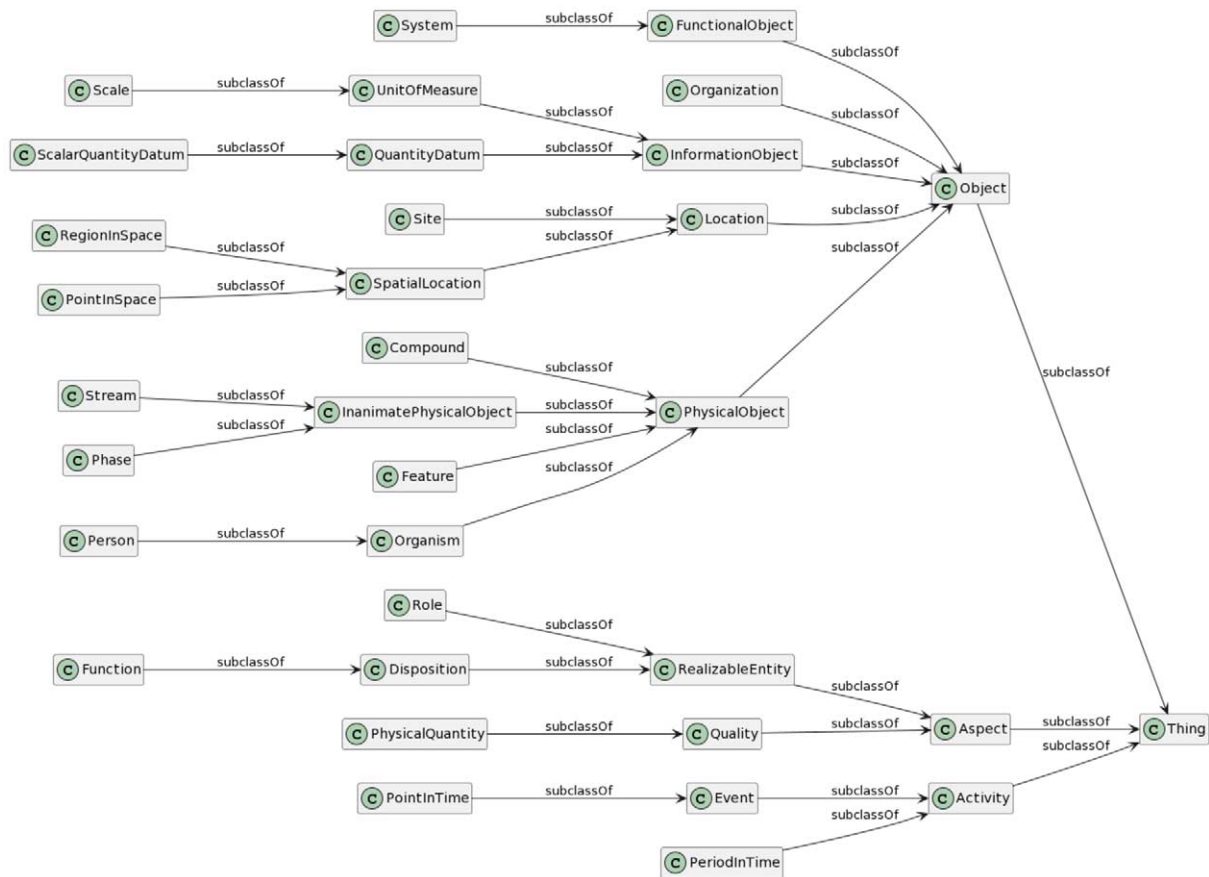 C System subclassOf C FunctionalObject
subclassOf
C Scale subclassOf C UnitOfMeasure C Organization
subclassOf subclassOf
C ScalarQuantityDatum subclassOf C QuantityDatum subclassOf C InformationObject subclassOf
C Object
C Site subclassOf C Location subclassOf
C RegionInSpace subclassOf subclassOf subclassOf
C PointInSpace subclassOf C SpatialLocation
C Compound subclassOf
C Stream subclassOf subclassOf
C InanimatePhysicalObject subclassOf C PhysicalObject
C Phase subclassOf subclassOf
C Feature subclassOf
C Person subclassOf C Organism
C Role subclassOf
C Function subclassOf C Disposition subclassOf C RealizableEntity subclassOf
C PhysicalQuantity subclassOf C Quality subclassOf C Aspect subclassOf C Thing
subclassOf
C PointInTime subclassOf C Event subclassOf C Activity
subclassOf
C PeriodInTime